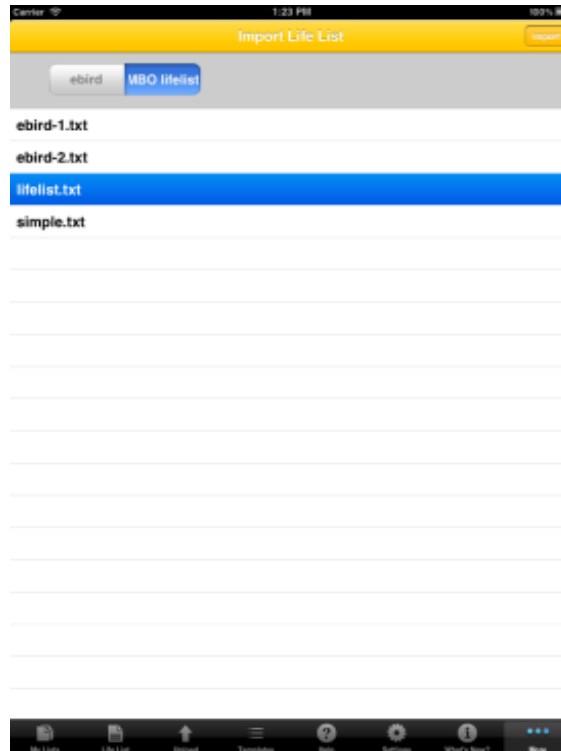 Carrier 1:23 PM 100%
Import Life List
Import
ebird MBO lifelist
ebird-1.txt
ebird-2.txt
lifelist.txt
simple.txt
My Lists Life List Upload Templates Help Settings What's New? More